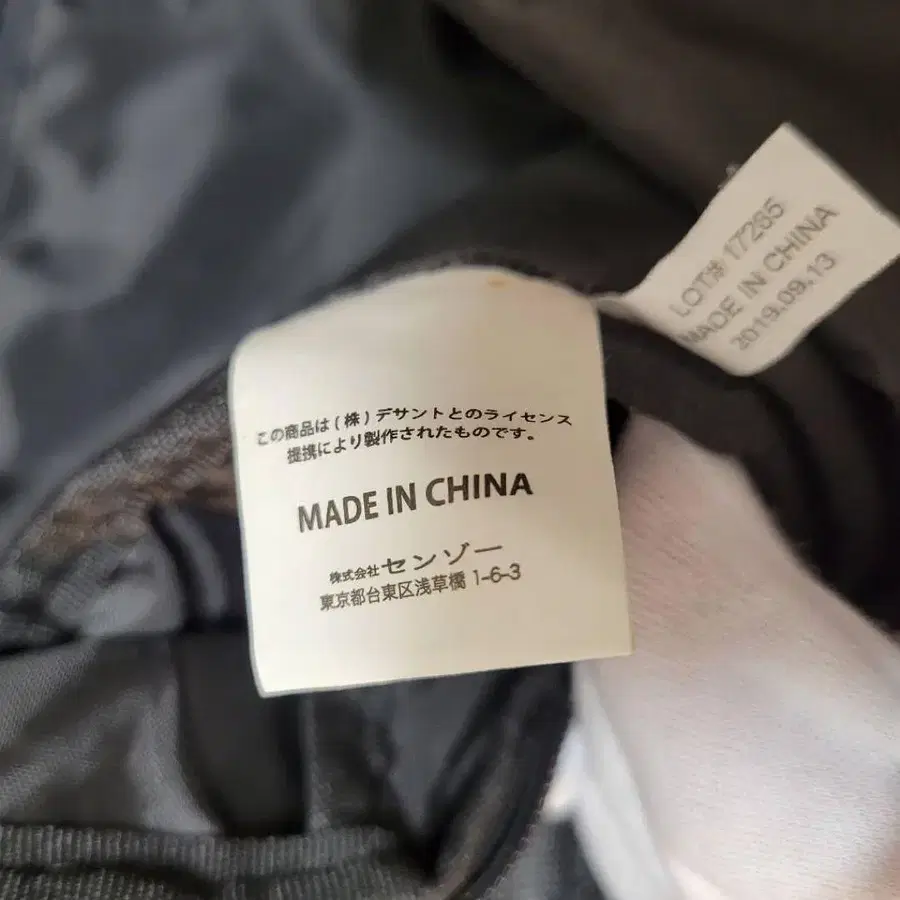 この商品は(株)デサントとのライセンス
提携により製作されたものです。
MADE IN CHINA
株式会社センゾー
東京都台東区浅草橋 1-6-3
LOT# 17265
MADE IN CHINA
2019.09.13